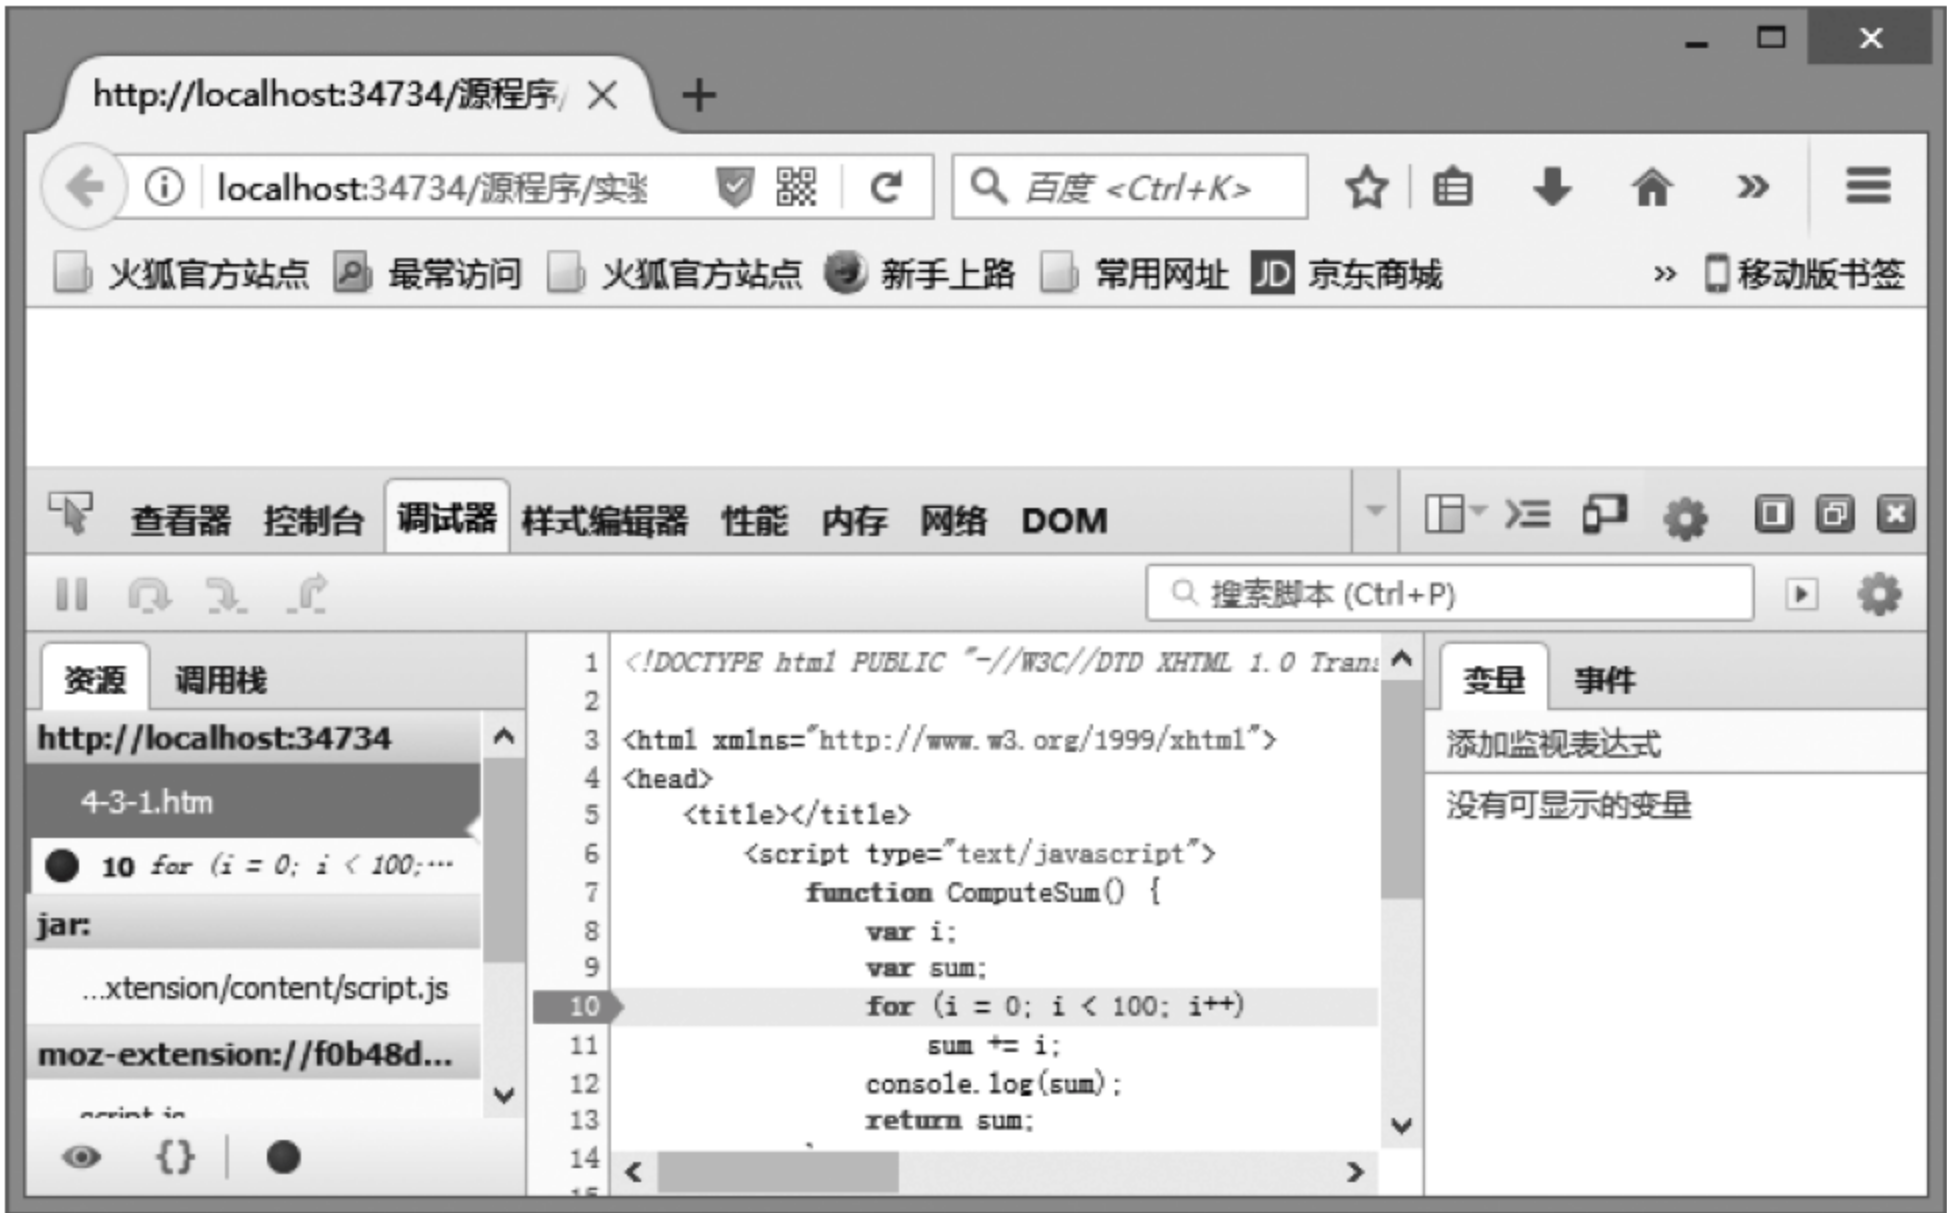 http://localhost:34734/源程序/
localhost:34734/源程序/实验
百度 <Ctrl+K>
火狐官方站点 最常访问 火狐官方站点 新手上路 常用网址 JD 京东商城 » 移动版书签
查看器 控制台 调试器 样式编辑器 性能 内存 网络 DOM
搜索脚本 (Ctrl+P)
资源 调用栈
http://localhost:34734
4-3-1.htm
10 for (i = 0; i < 100;…
jar:
…xtension/content/script.js
moz-extension://f0b48d...
script.js
1 <!DOCTYPE html PUBLIC "-//W3C//DTD XHTML 1.0 Trans
2
3 <html xmlns="http://www.w3.org/1999/xhtml">
4 <head>
5 <title></title>
6 <script type="text/javascript">
7 function ComputeSum() {
8 var i;
9 var sum;
10 for (i = 0; i < 100; i++)
11 sum += i;
12 console.log(sum);
13 return sum;
14
变量 事件
添加监视表达式
没有可显示的变量